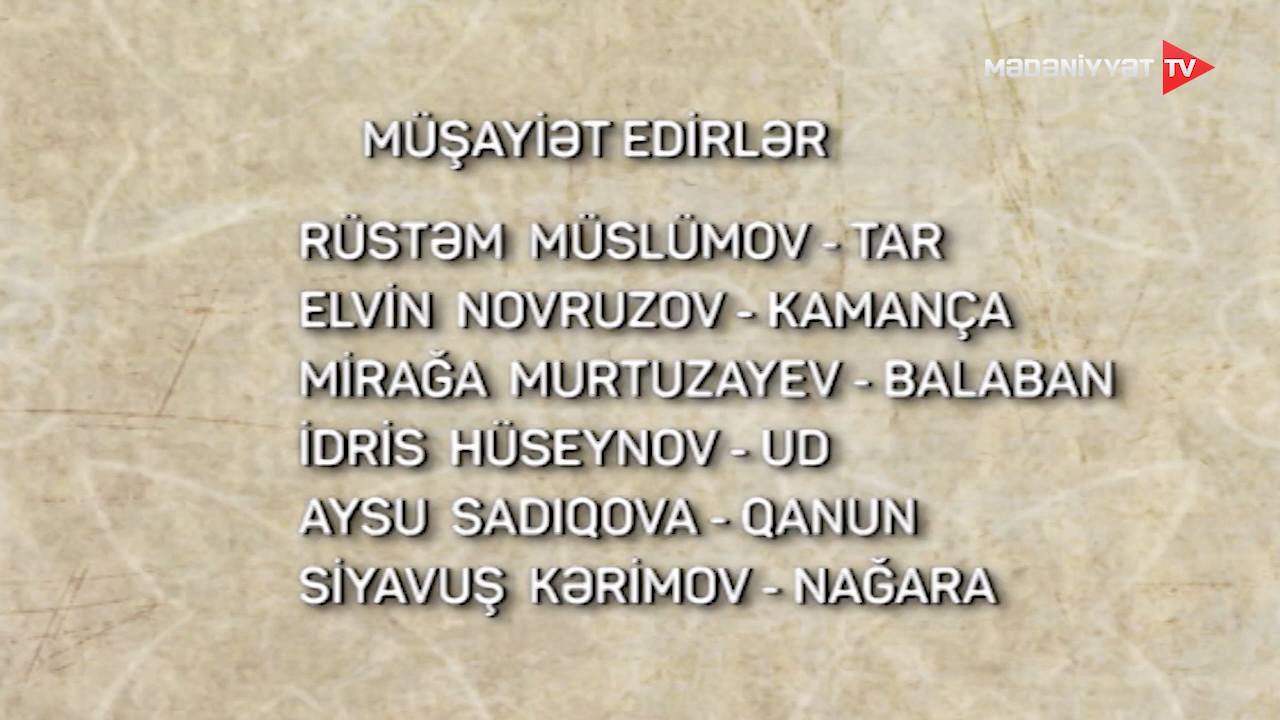 MƏDƏNİYYƏT TV
MÜŞAYİƏT EDİRLƏR
RÜSTƏM MÜSLÜMOV - TAR
ELVİN NOVRUZOV - KAMANÇA
MİRAĞA MURTUZAYEV - BALABAN
İDRİS HÜSEYNOV - UD
AYSU SADIQOVA - QANUN
SİYAVUŞ KƏRİMOV - NAĞARA